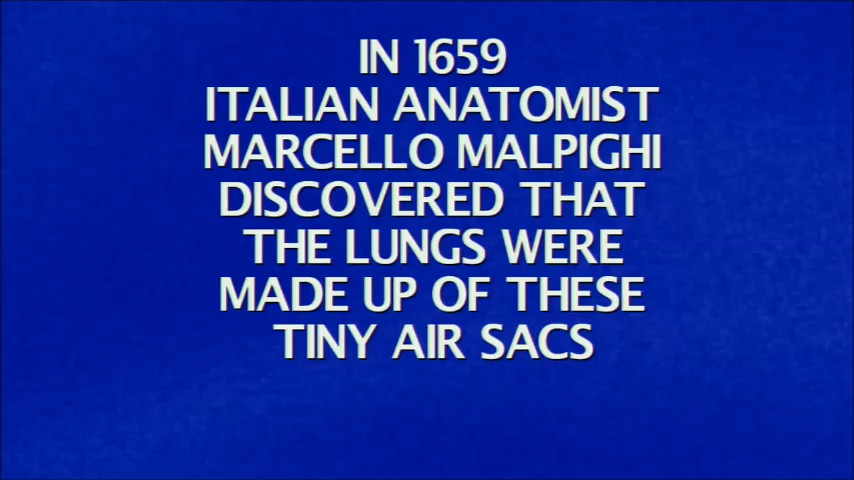 IN 1659
ITALIAN ANATOMIST
MARCELLO MALPIGHI
DISCOVERED THAT
THE LUNGS WERE
MADE UP OF THESE
TINY AIR SACS